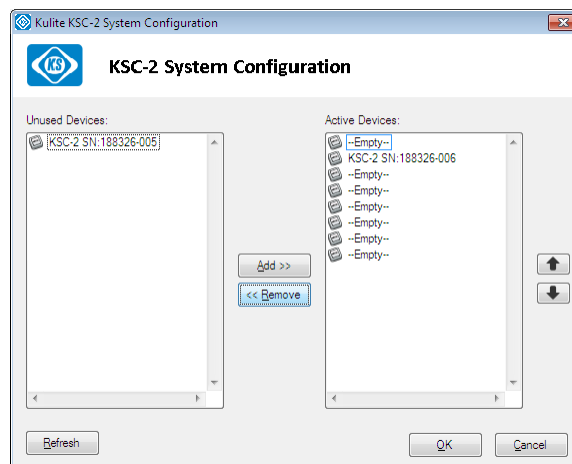 Kulite KSC-2 System Configuration
KS
KSC-2 System Configuration
Unused Devices:
KSC-2 SN:188326-005
Active Devices:
--Empty--
KSC-2 SN:188326-006
--Empty--
--Empty--
--Empty--
--Empty--
--Empty--
--Empty--
Add >>
<< Remove
Refresh
OK
Cancel